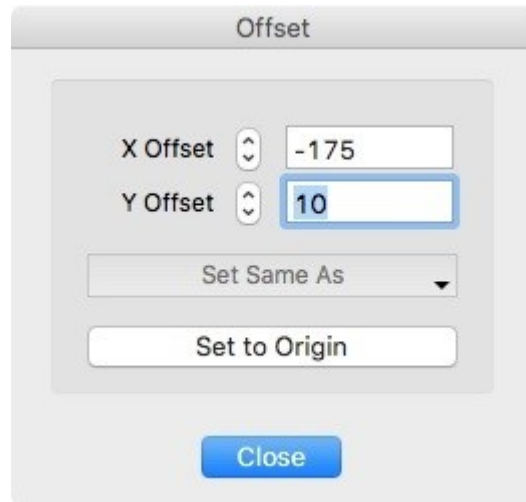 Offset
X Offset -175
Y Offset 10
Set Same As
Set to Origin
Close